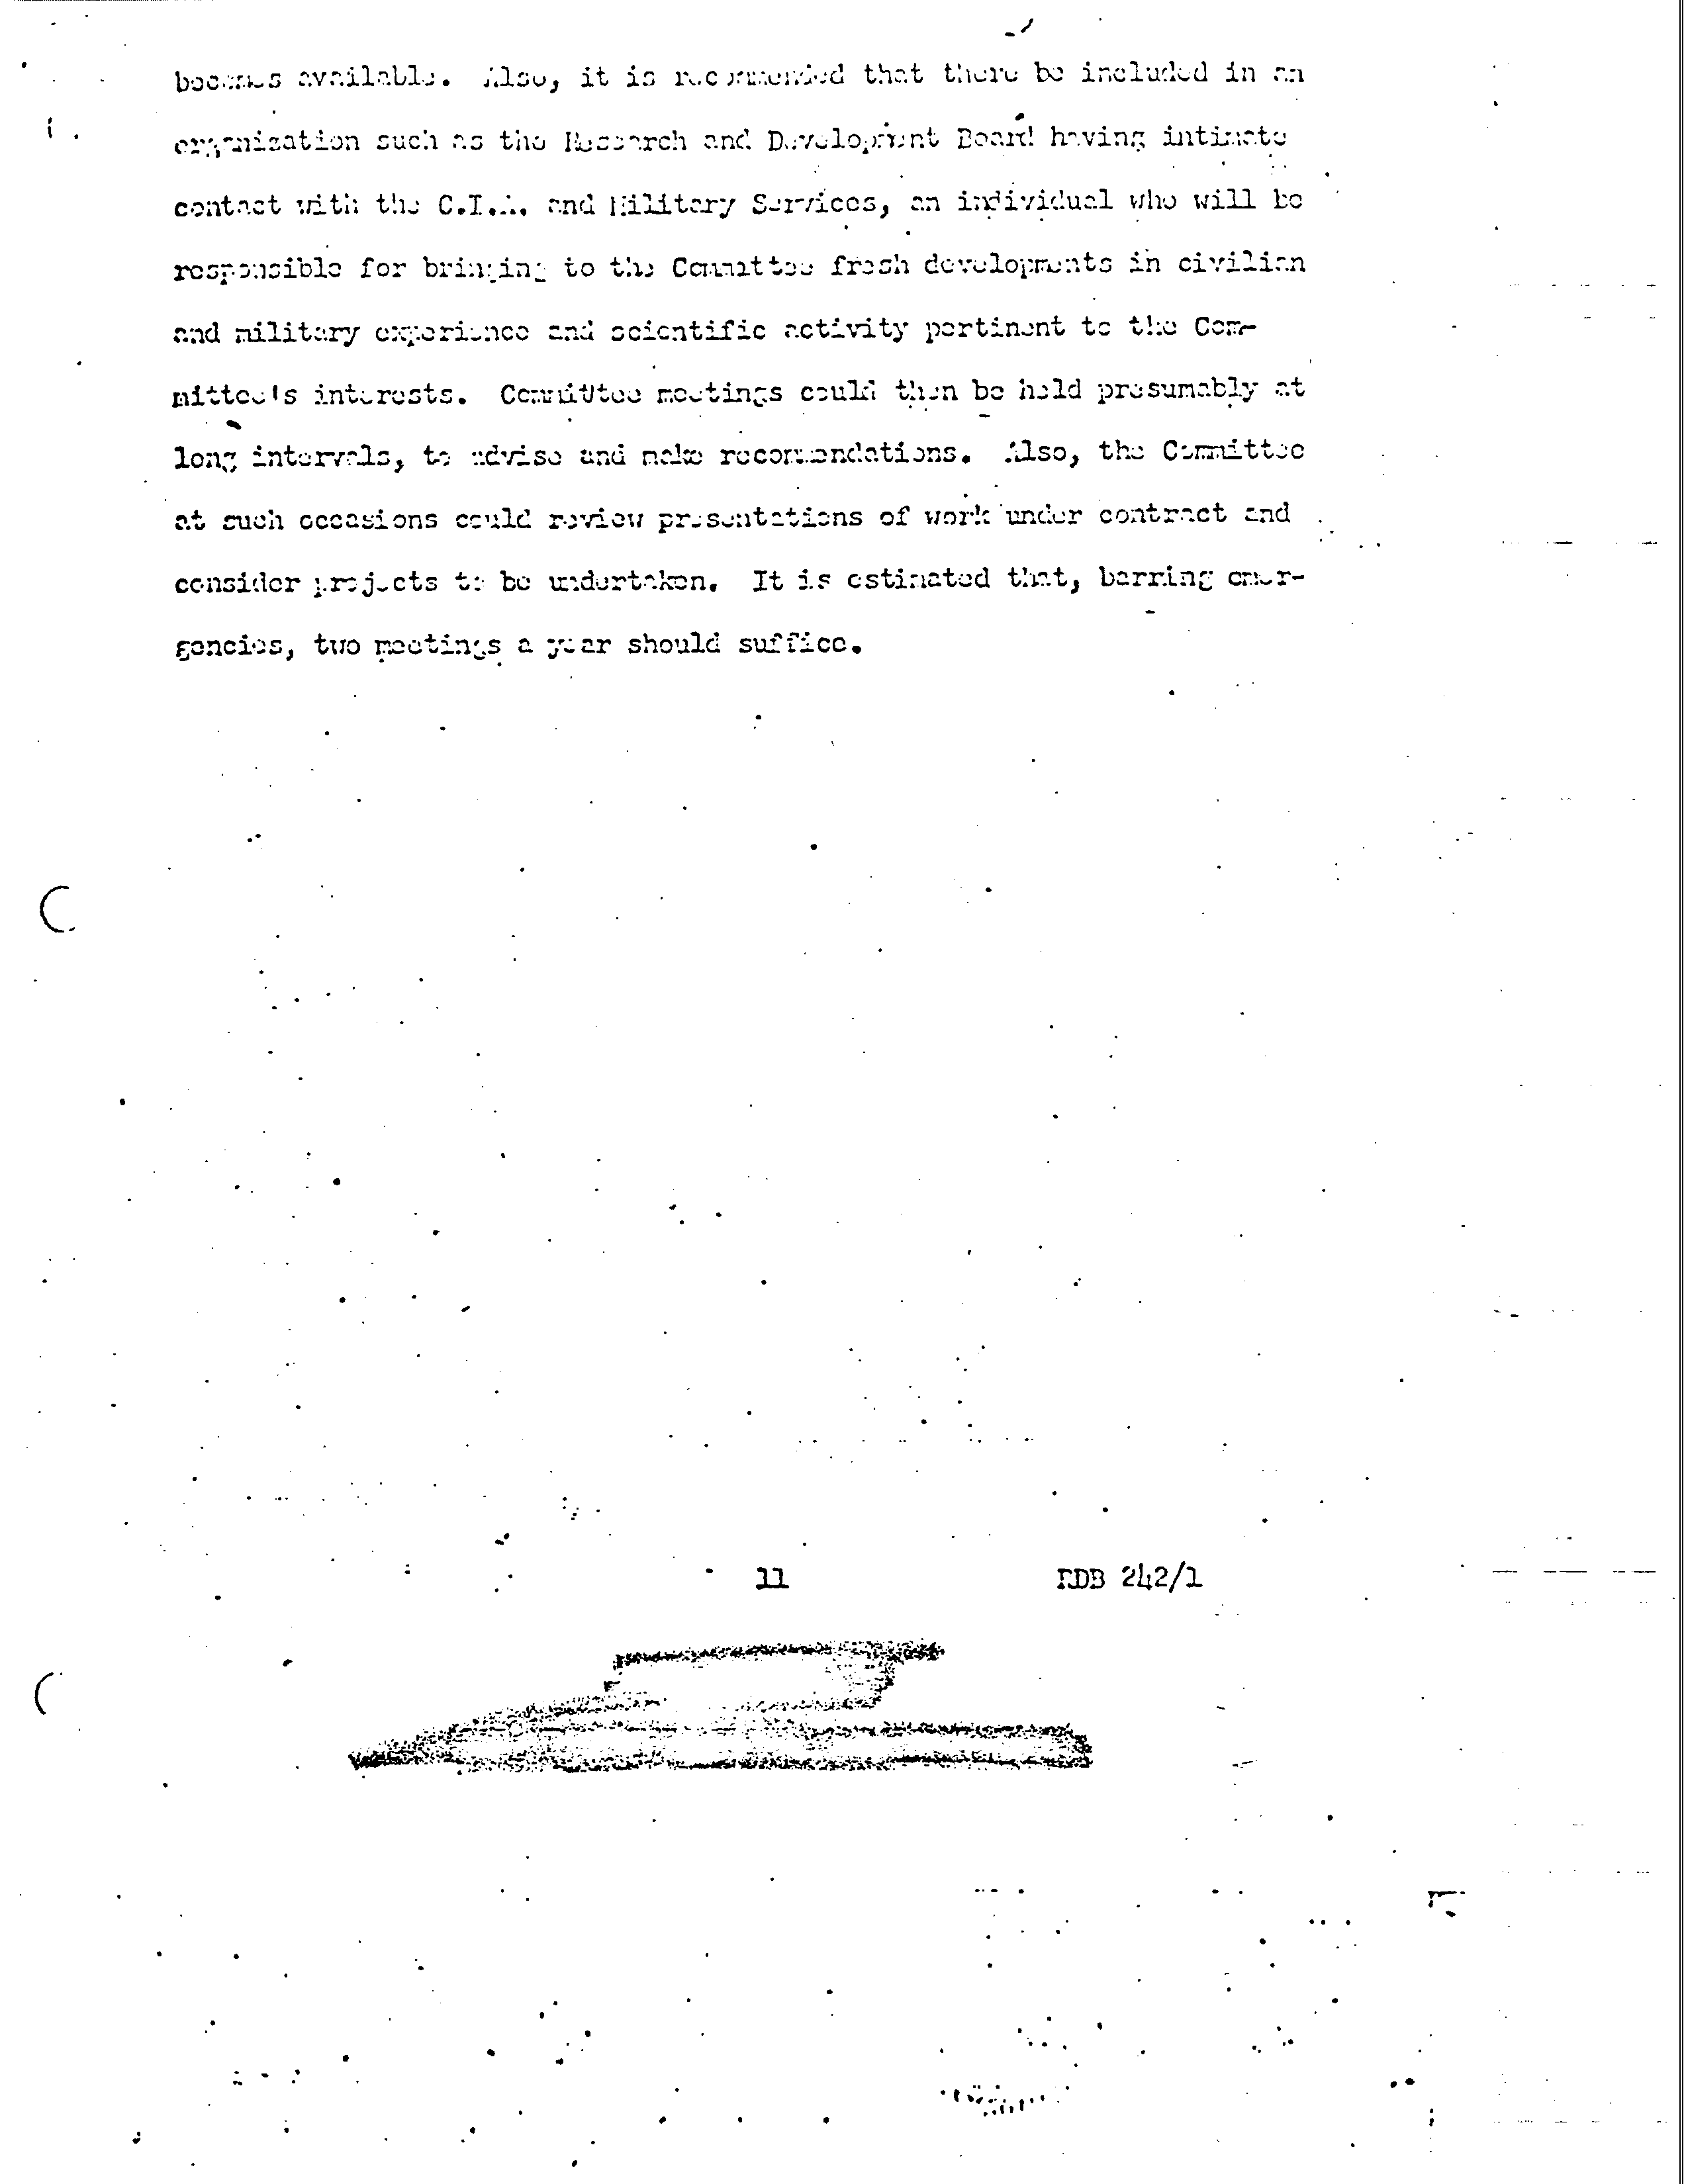 becomes available. Also, it is recommended that there be included in an
organization such as the Research and Development Board having intimate
contact with the C.I.A. and Military Services, an individual who will be
responsible for bringing to the Committee fresh developments in civilian
and military experience and scientific activity pertinent to the Com-
mittee's interests. Committee meetings could then be held presumably at
long intervals, to advise and make recommendations. Also, the Committee
at such occasions could review presentations of work under contract and
consider projects to be undertaken. It is estimated that, barring emer-
gencies, two meetings a year should suffice.
11
RDB 242/1